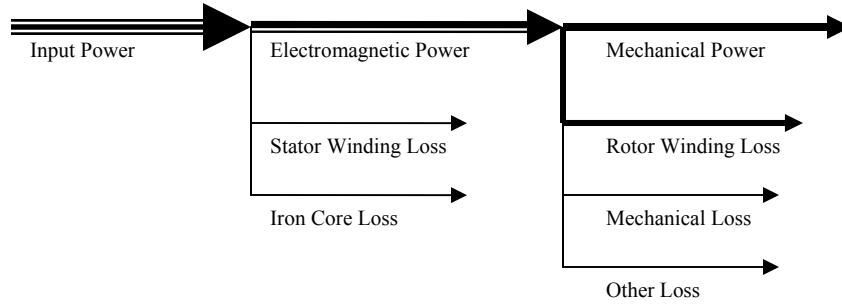 Input Power
Electromagnetic Power
Mechanical Power
Stator Winding Loss
Rotor Winding Loss
Iron Core Loss
Mechanical Loss
Other Loss